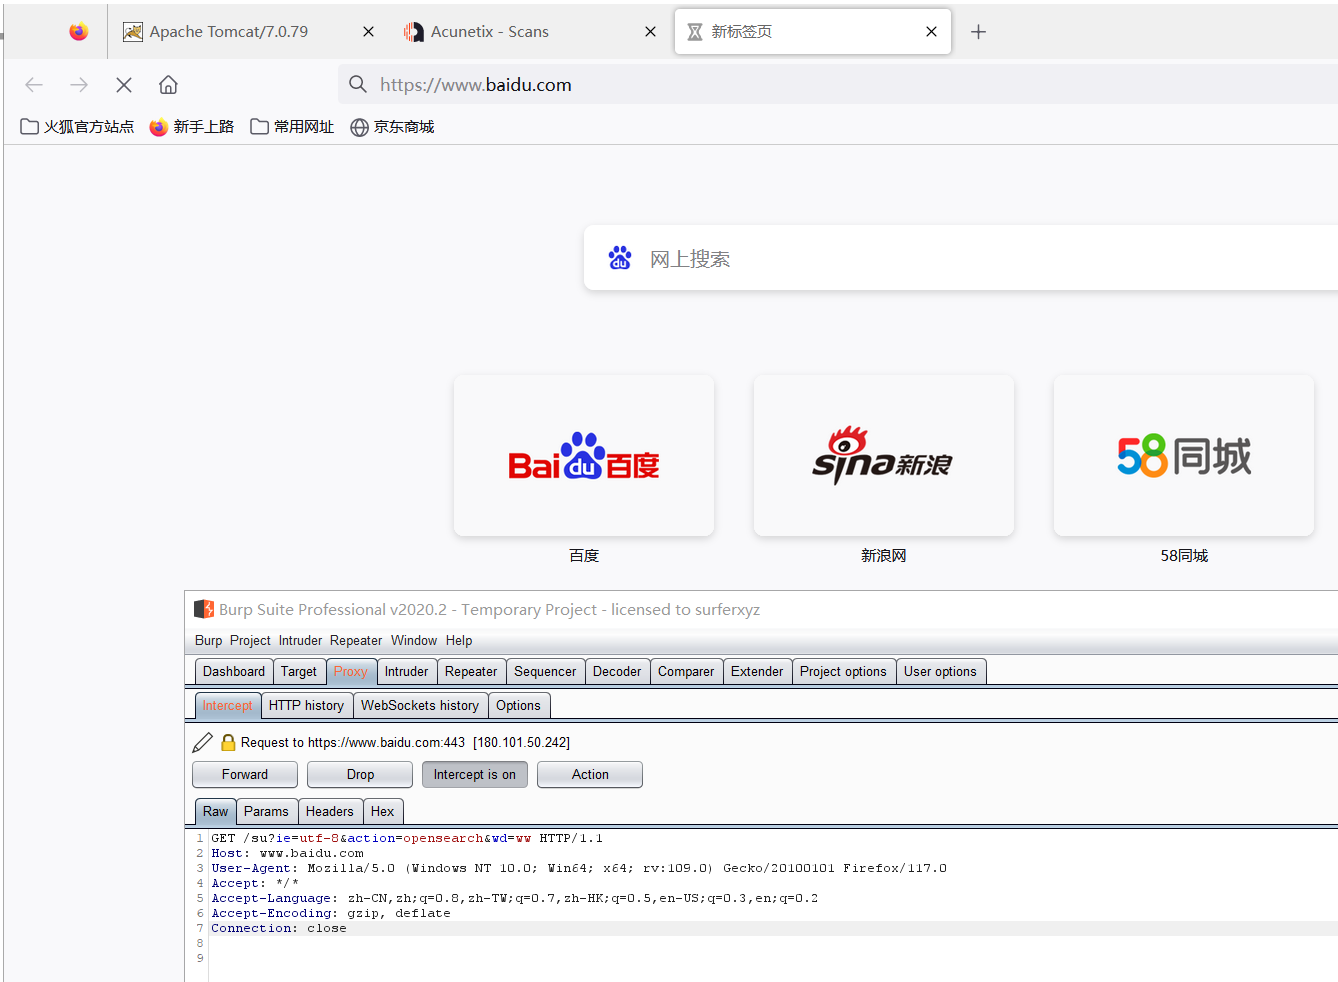 Apache Tomcat/7.0.79
Acunetix - Scans
新标签页
https://www.baidu.com
火狐官方站点 新手上路 常用网址 京东商城
du 网上搜索
Bai du 百度
sina新浪
58同城
百度
新浪网
58同城
Burp Suite Professional v2020.2 - Temporary Project - licensed to surferxyz
Burp Project Intruder Repeater Window Help
Dashboard Target Proxy Intruder Repeater Sequencer Decoder Comparer Extender Project options User options
Intercept HTTP history WebSockets history Options
Request to https://www.baidu.com:443 [180.101.50.242]
Forward Drop Intercept is on Action
Raw Params Headers Hex
1 GET /su?ie=utf-8&action=opensearch&wd=ww HTTP/1.1
2 Host: www.baidu.com
3 User-Agent: Mozilla/5.0 (Windows NT 10.0; Win64; x64; rv:109.0) Gecko/20100101 Firefox/117.0
4 Accept: */*
5 Accept-Language: zh-CN,zh;q=0.8,zh-TW;q=0.7,zh-HK;q=0.5,en-US;q=0.3,en;q=0.2
6 Accept-Encoding: gzip, deflate
7 Connection: close
8
9